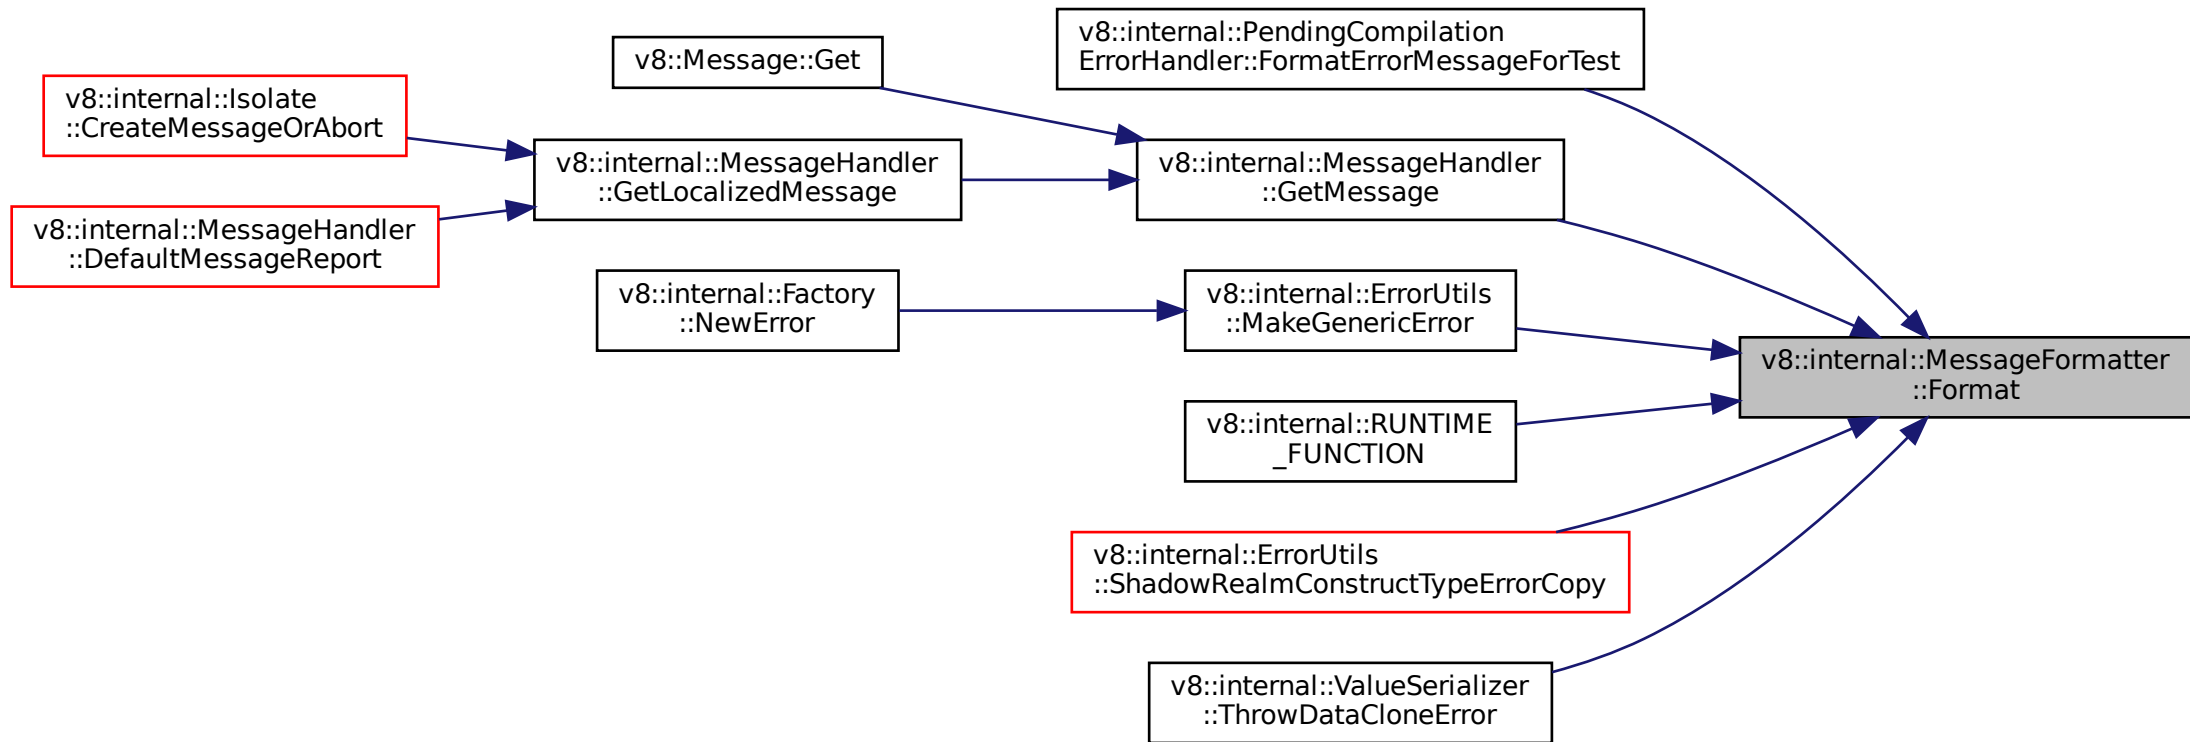 v8::internal::PendingCompilation
ErrorHandler::FormatErrorMessageForTest
v8::Message::Get
v8::internal::Isolate
::CreateMessageOrAbort
v8::internal::MessageHandler
::GetLocalizedMessage
v8::internal::MessageHandler
::GetMessage
v8::internal::MessageHandler
::DefaultMessageReport
v8::internal::Factory
::NewError
v8::internal::ErrorUtils
::MakeGenericError
v8::internal::MessageFormatter
::Format
v8::internal::RUNTIME
_FUNCTION
v8::internal::ErrorUtils
::ShadowRealmConstructTypeErrorCopy
v8::internal::ValueSerializer
::ThrowDataCloneError